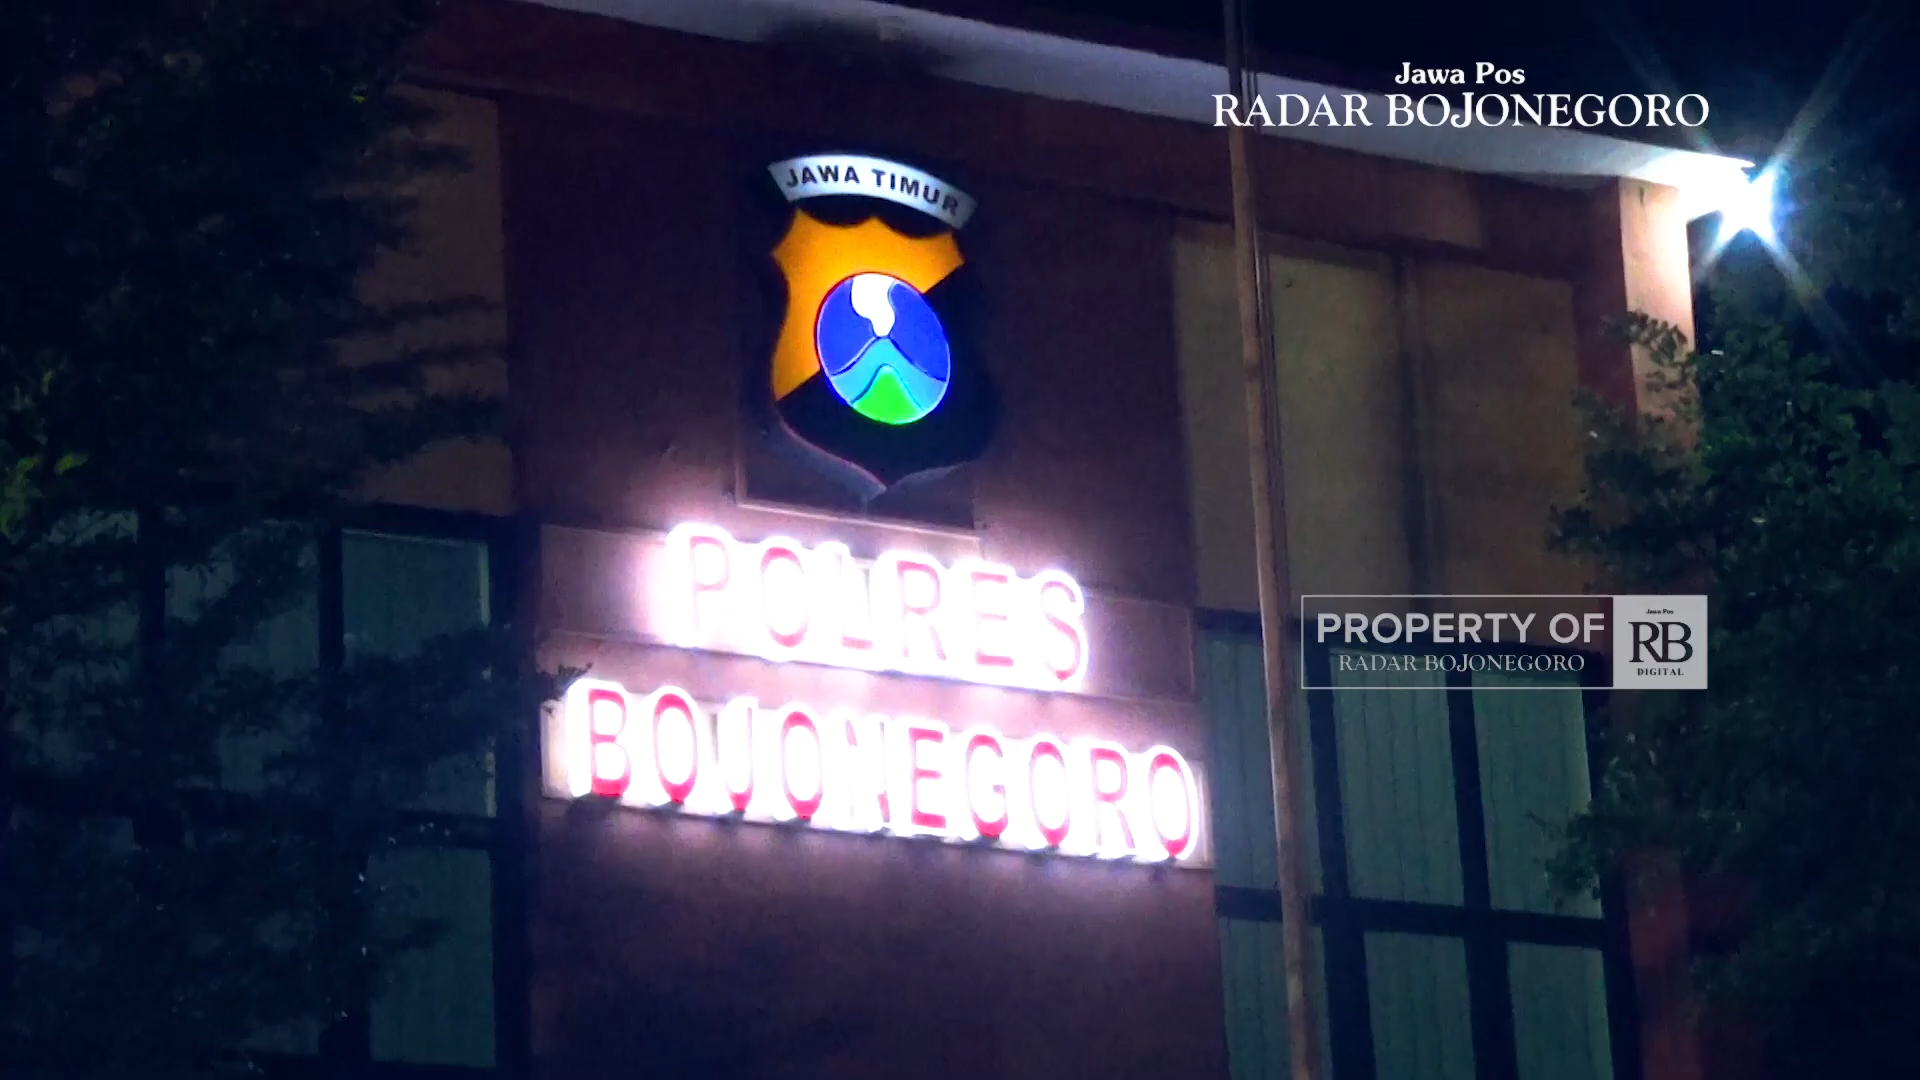 Jawa Pos
RADAR BOJONEGORO
JAWA TIMUR
POLRES
BOJONEGORO
PROPERTY OF
RADAR BOJONEGORO
Jawa Pos
RB
DIGITAL